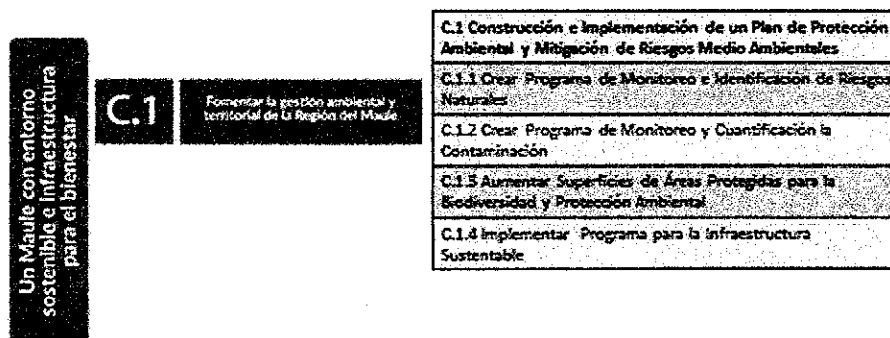 Un Maule con entorno
sostenible e Infraestructura
para el bienestar
C.1
Fomentar la gestión ambiental y
territorial de la Región del Maule
C.1 Construcción e Implementación de un Plan de Protección
Ambiental y Mitigación de Riesgos Medio Ambientales
C.1.1 Crear Programa de Monitoreo e Identificación de Riesgos
Naturales
C.1.2 Crear Programa de Monitoreo y Cuantificación la
Contaminación
C.1.3 Aumentar Superficies de Áreas Protegidas para la
Biodiversidad y Protección Ambiental
C.1.4 Implementar Programa para la Infraestructura
Sustentable